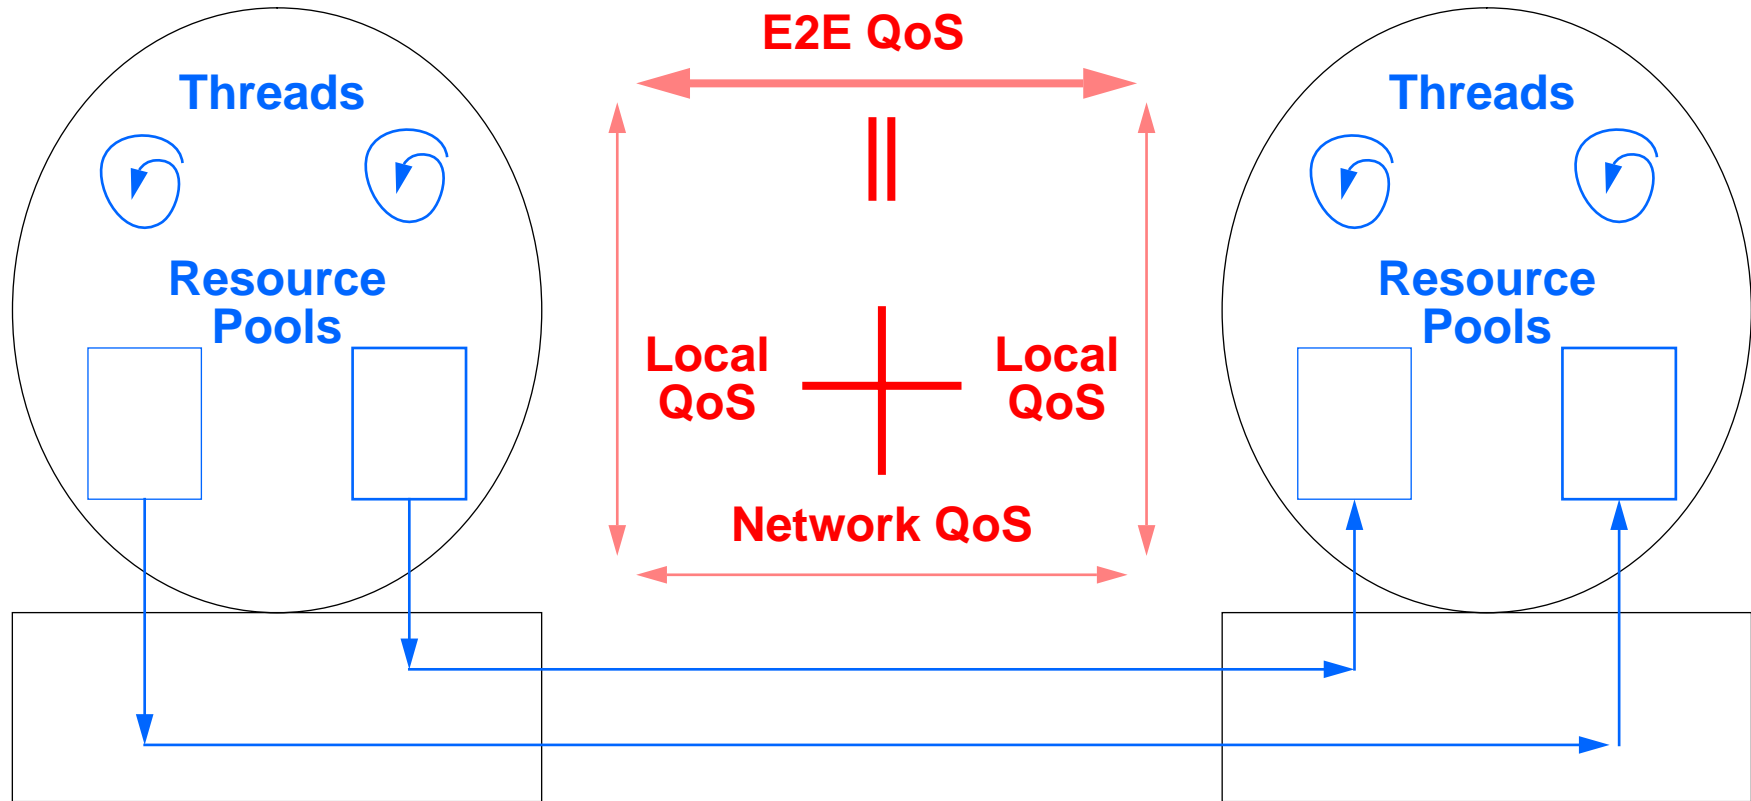 E2E QoS
Threads
Threads
Resource
Pools
Resource
Pools
Local
QoS
Local
QoS
Network QoS